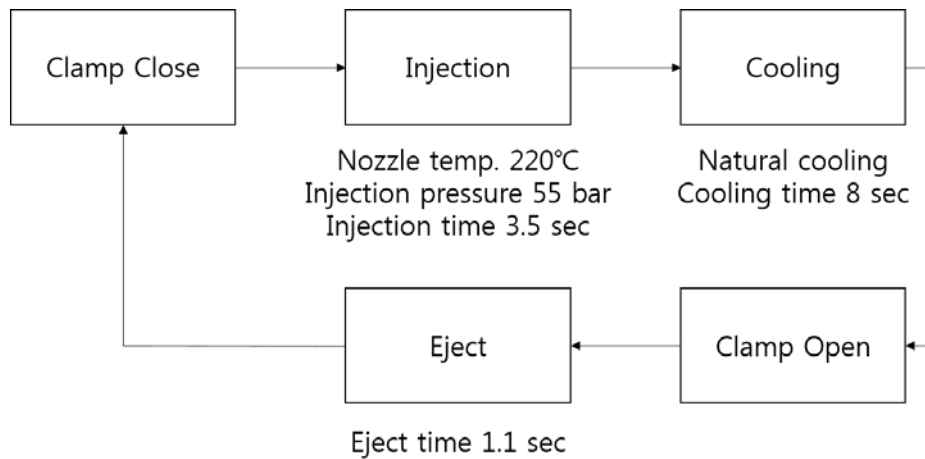 Clamp Close
Injection
Cooling
Nozzle temp. 220℃
Injection pressure 55 bar
Injection time 3.5 sec
Natural cooling
Cooling time 8 sec
Eject
Clamp Open
Eject time 1.1 sec